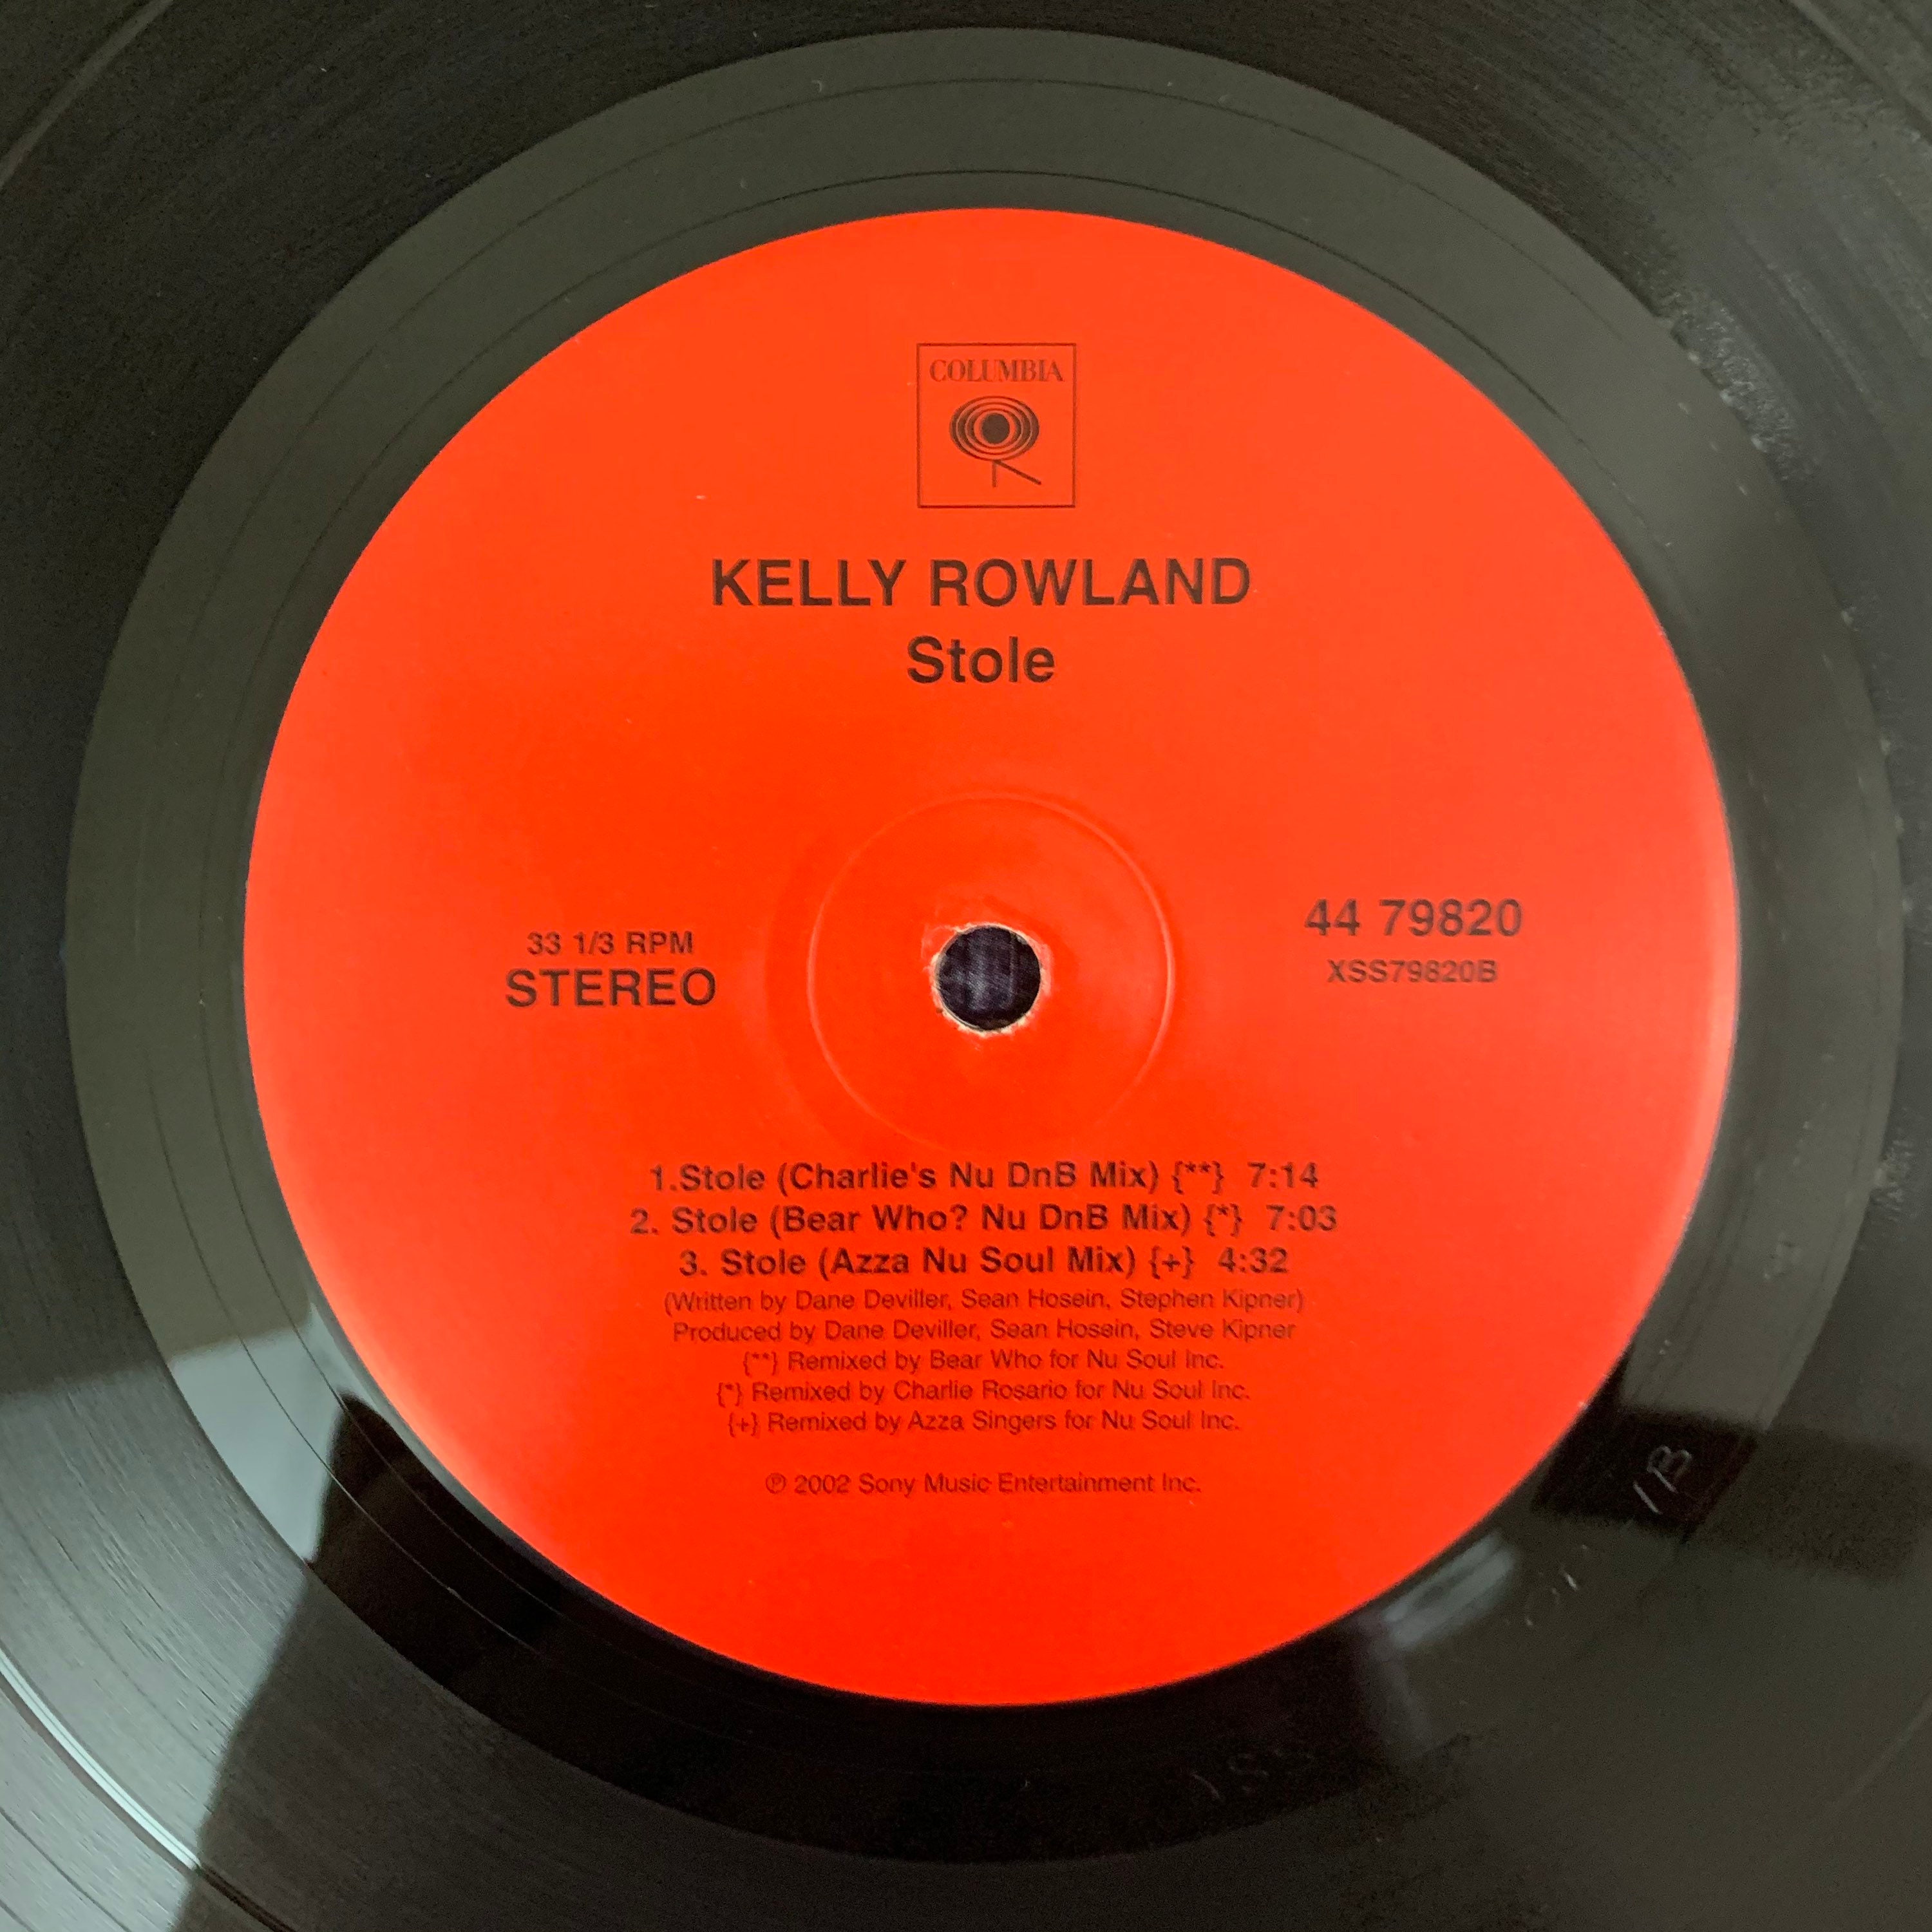 COLUMBIA
KELLY ROWLAND
Stole
33 1/3 RPM
STEREO
44 79820
XSS79820B
1.Stole (Charlie's Nu DnB Mix) {**} 7:14
2. Stole (Bear Who? Nu DnB Mix) {*} 7:03
3. Stole (Azza Nu Soul Mix) {+} 4:32
(Written by Dane Deviller, Sean Hosein, Stephen Kipner)
Produced by Dane Deviller, Sean Hosein, Steve Kipner
{**} Remixed by Bear Who for Nu Soul Inc.
{*} Remixed by Charlie Rosario for Nu Soul Inc.
{+} Remixed by Azza Singers for Nu Soul Inc.
℗ 2002 Sony Music Entertainment Inc.
1B